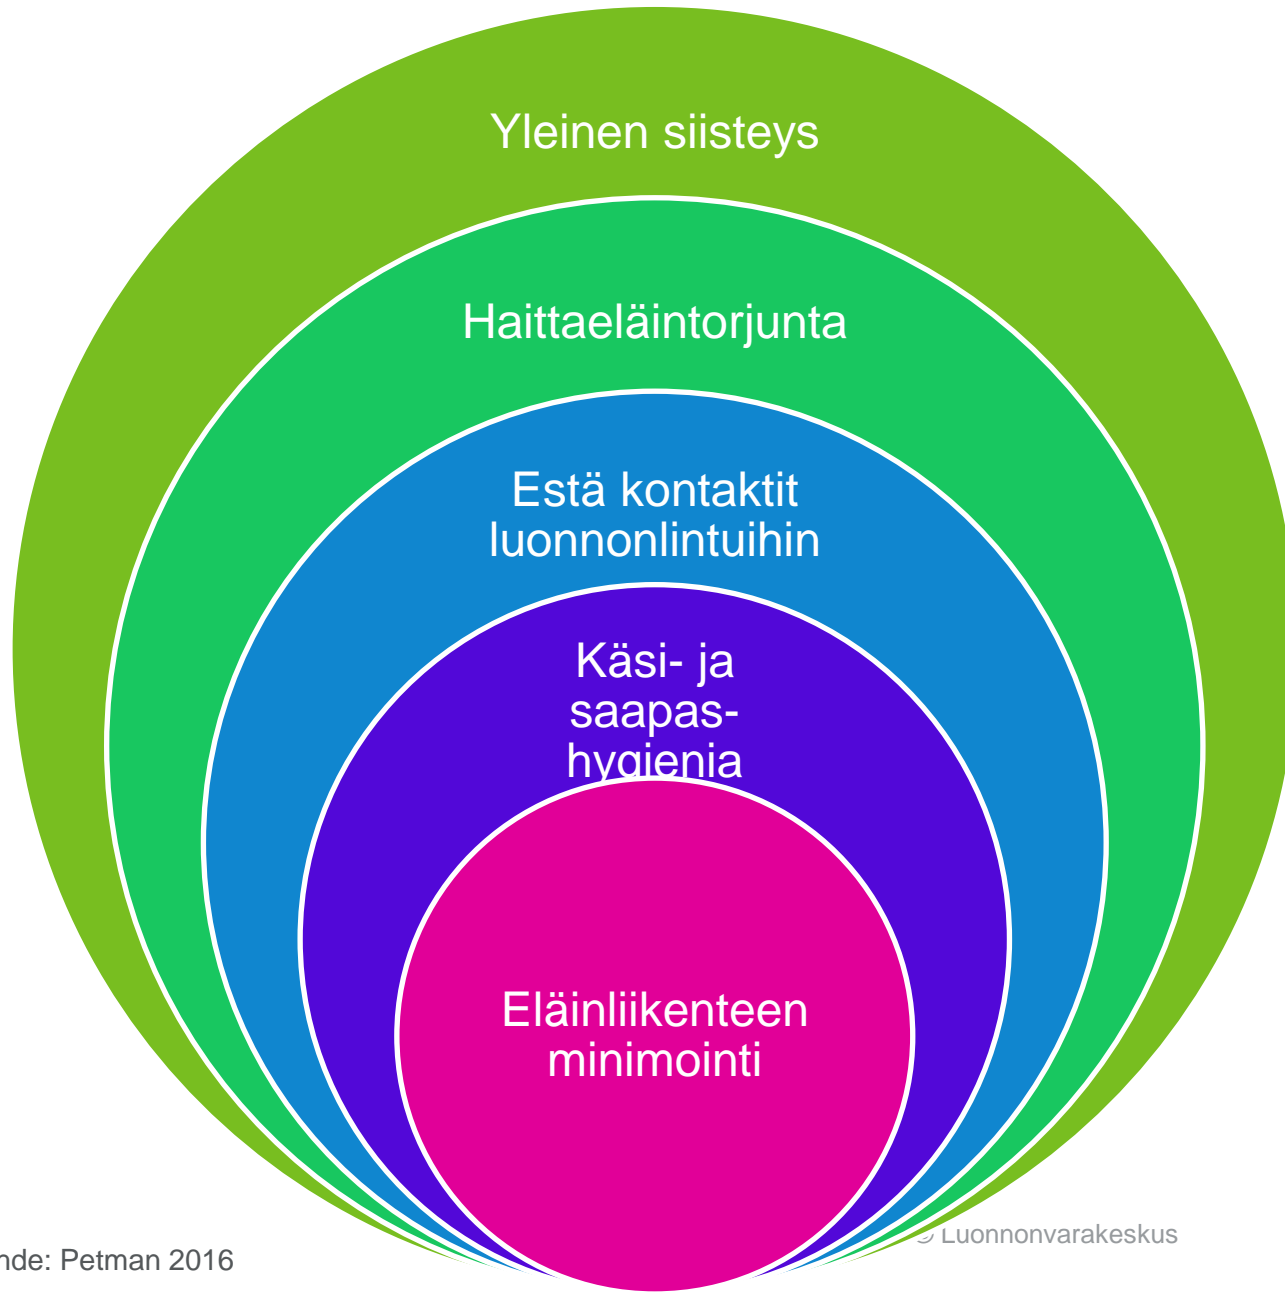 Yleinen siisteys
Haittaeläintorjunta
Estä kontaktit
luonnonlintuihin
Käsi- ja
saapas-
hygienia
Eläinliikenteen
minimointi
© Luonnonvarakeskus
nde: Petman 2016